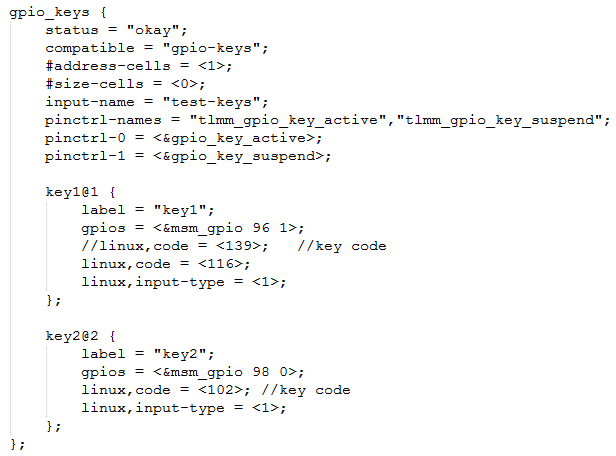 gpio_keys {
    status = "okay";
    compatible = "gpio-keys";
    #address-cells = <1>;
    #size-cells = <0>;
    input-name = "test-keys";
    pinctrl-names = "tlmm_gpio_key_active","tlmm_gpio_key_suspend";
    pinctrl-0 = <&gpio_key_active>;
    pinctrl-1 = <&gpio_key_suspend>;

    key1@1 {
        label = "key1";
        gpios = <&msm_gpio 96 1>;
        //linux,code = <139>;   //key code
        linux,code = <116>;
        linux,input-type = <1>;
    };

    key2@2 {
        label = "key2";
        gpios = <&msm_gpio 98 0>;
        linux,code = <102>; //key code
        linux,input-type = <1>;
    };
};